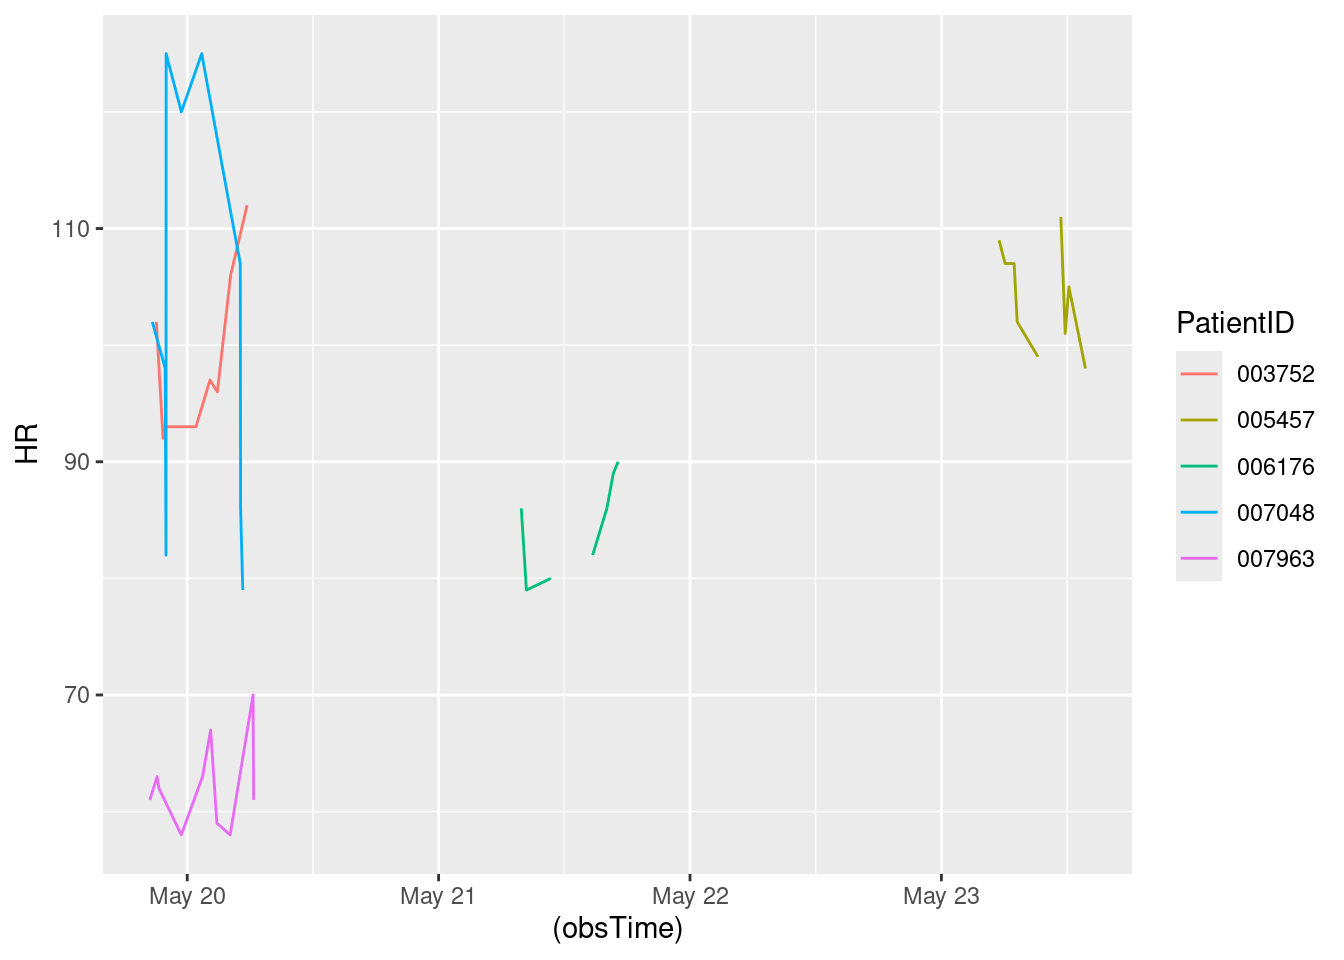 HR
110
90
70
May 20
May 21
May 22
May 23
(obsTime)
PatientID
003752
005457
006176
007048
007963